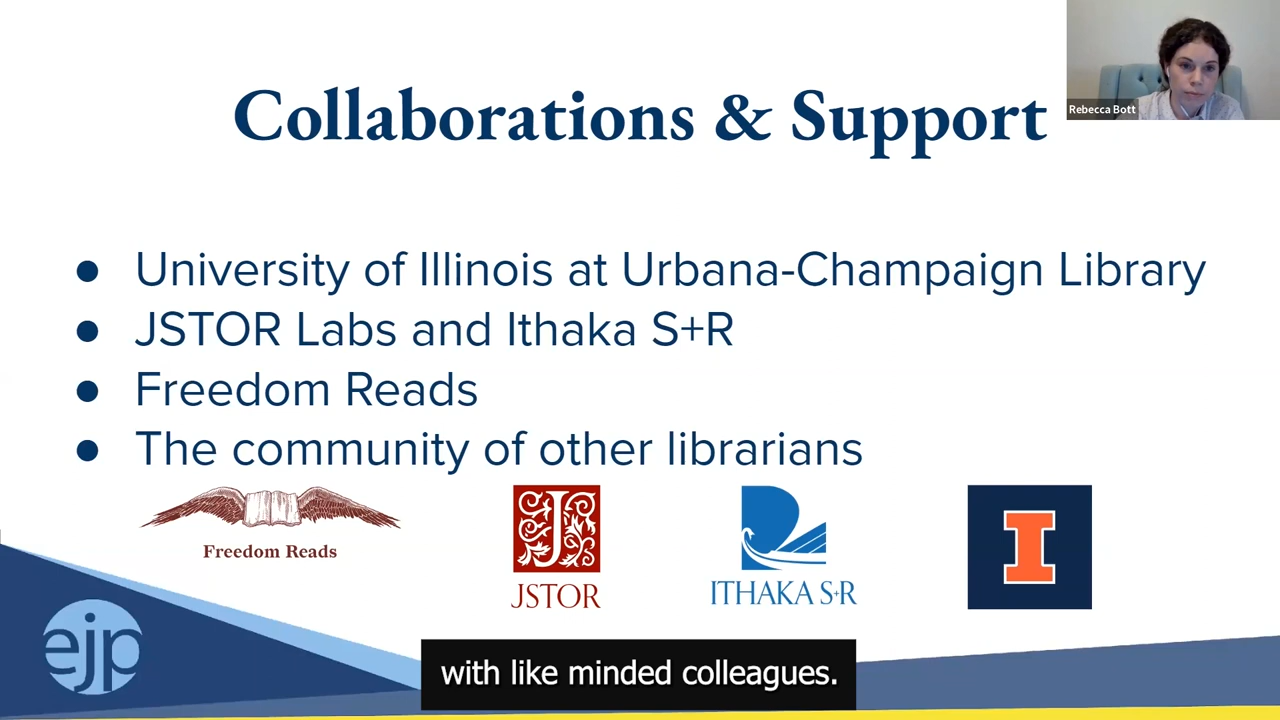 Collaborations & Support
Rebecca Bott
● University of Illinois at Urbana-Champaign Library
● JSTOR Labs and Ithaka S+R
● Freedom Reads
● The community of other librarians
Freedom Reads
J
JSTOR
ITHAKA S+R
I
ejp
with like minded colleagues.